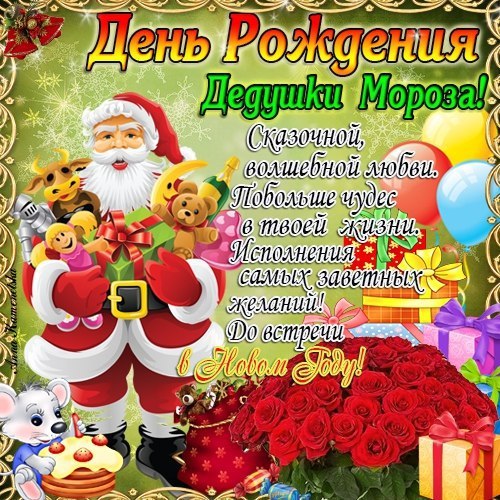 День Рождения
Дедушки Мороза!
Сказочной,
волшебной любви.
Побольше чудес
в твоей жизни.
Исполнения
самых заветных
желаний!
До встречи
в Новом Году!